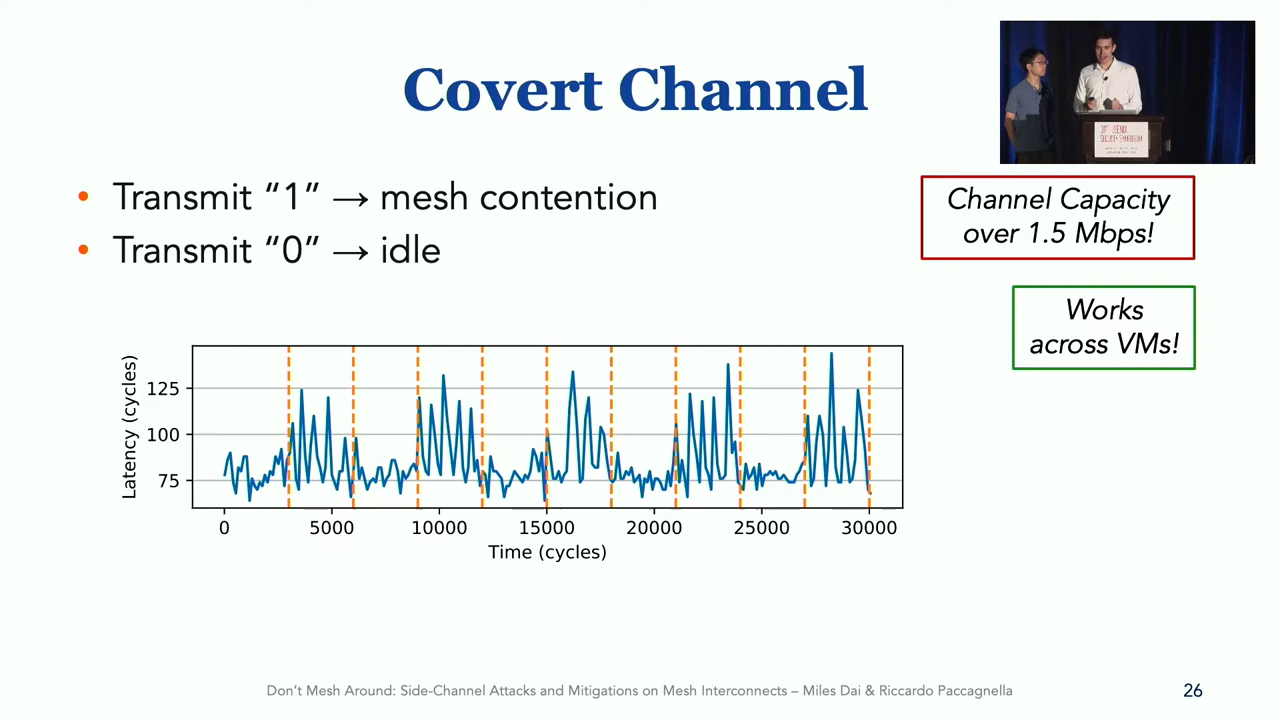 Covert Channel
• Transmit “1” → mesh contention
• Transmit “0” → idle
Channel Capacity
over 1.5 Mbps!
Works
across VMs!
Latency (cycles)
125
100
75
0 5000 10000 15000 20000 25000 30000
Time (cycles)
Don’t Mesh Around: Side-Channel Attacks and Mitigations on Mesh Interconnects – Miles Dai & Riccardo Paccagnella
26